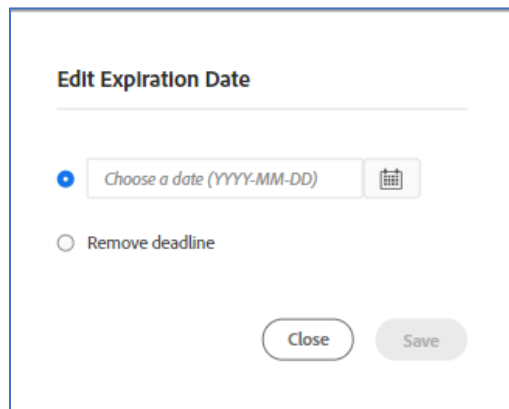 Edit Expiration Date
Choose a date (YYYY-MM-DD)
Remove deadline
Close Save